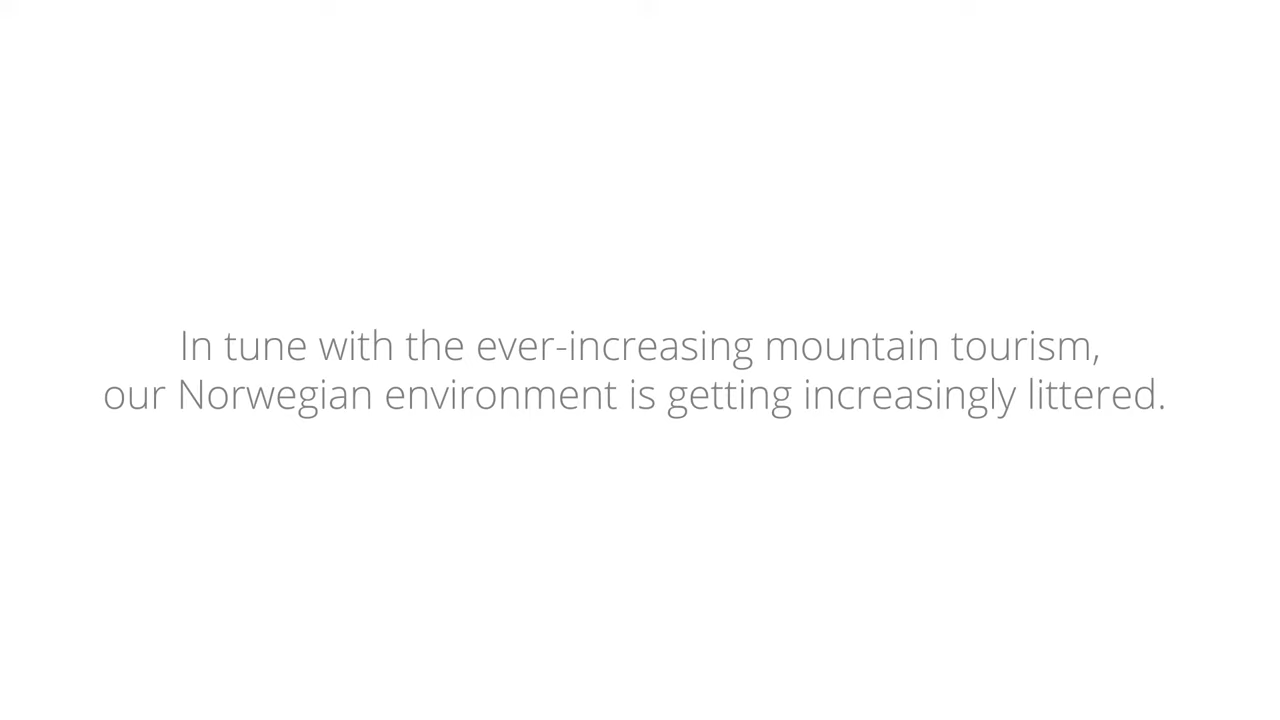 In tune with the ever-increasing mountain tourism,
our Norwegian environment is getting increasingly littered.